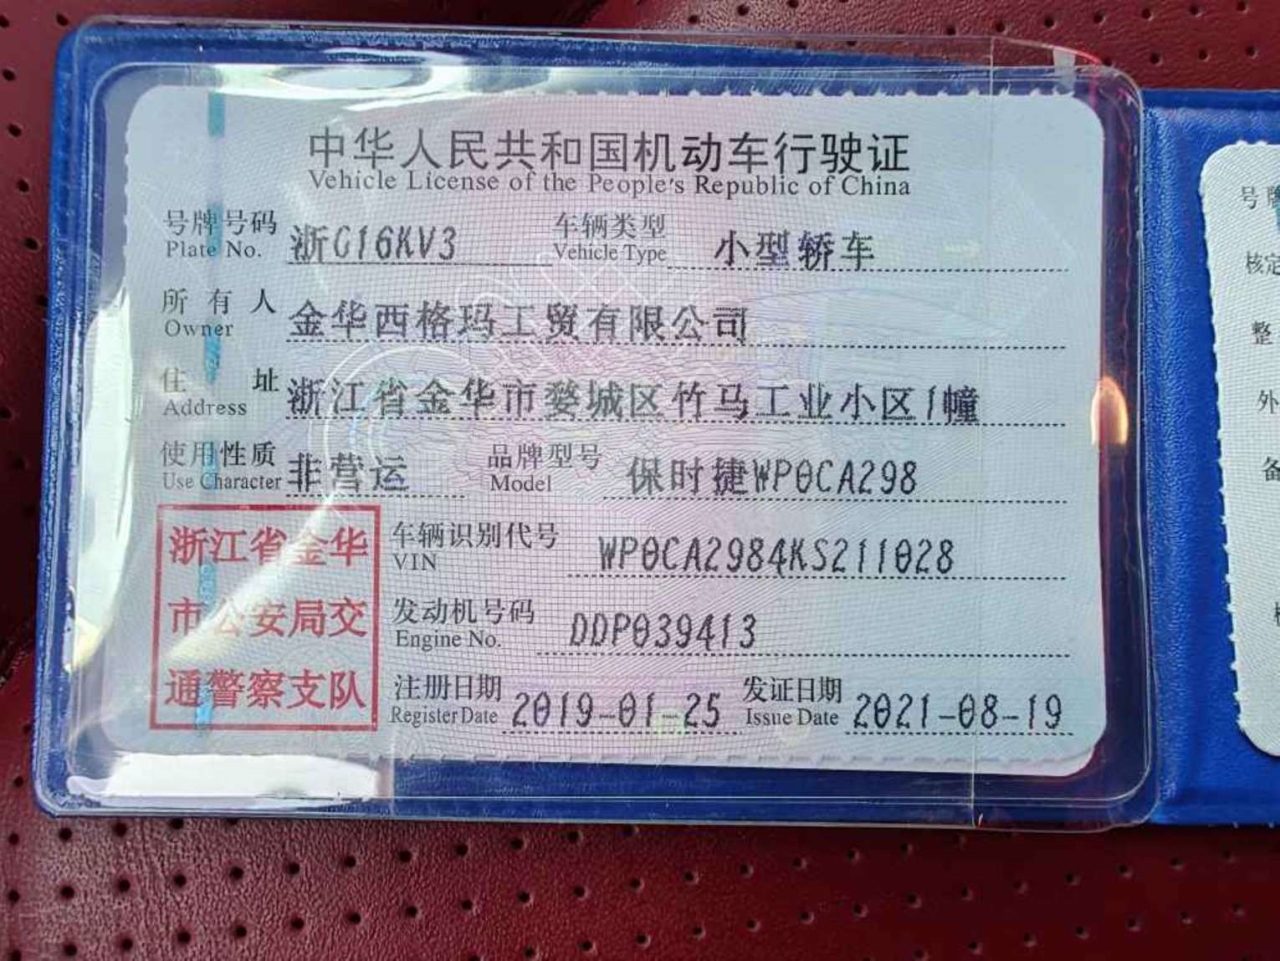 中华人民共和国机动车行驶证
Vehicle License of the People's Republic of China
号牌号码 浙G16KV3 车辆类型 小型轿车
Plate No. Vehicle Type
所有人 金华西格玛工贸有限公司
Owner
住址 浙江省金华市婺城区竹马工业小区1幢
Address
使用性质 非营运 品牌型号 保时捷WP0CA298
Use Character Model
浙江省金华
市公安局交
通警察支队
车辆识别代号 WP0CA2984KS211028
VIN
发动机号码 DDP039413
Engine No.
注册日期 2019-01-25 发证日期 2021-08-19
Register Date Issue Date
号牌
核定
整
外
备